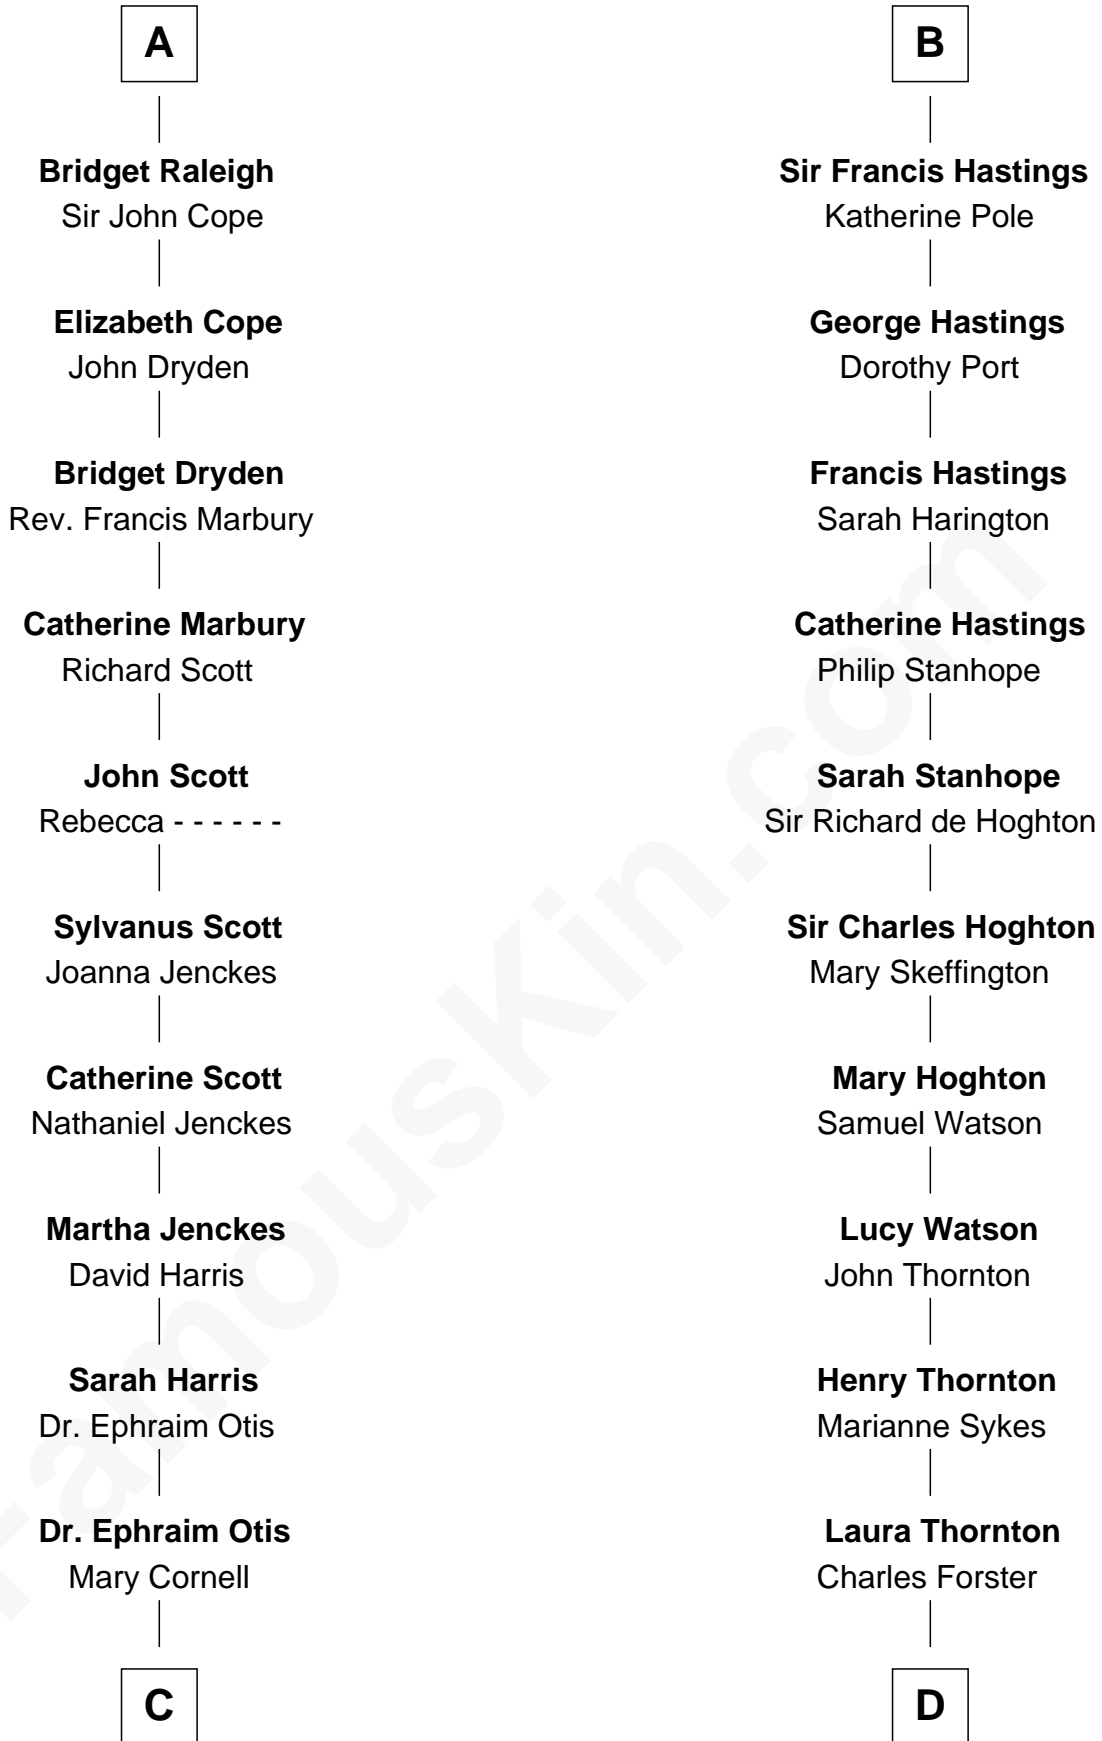 A
Bridget Raleigh
Sir John Cope
Elizabeth Cope
John Dryden
Bridget Dryden
Rev. Francis Marbury
Catherine Marbury
Richard Scott
John Scott
Rebecca - - - - - -
Sylvanus Scott
Joanna Jenckes
Catherine Scott
Nathaniel Jenckes
Martha Jenckes
David Harris
Sarah Harris
Dr. Ephraim Otis
Dr. Ephraim Otis
Mary Cornell
C
B
Sir Francis Hastings
Katherine Pole
George Hastings
Dorothy Port
Francis Hastings
Sarah Harington
Catherine Hastings
Philip Stanhope
Sarah Stanhope
Sir Richard de Hoghton
Sir Charles Hoghton
Mary Skeffington
Mary Hoghton
Samuel Watson
Lucy Watson
John Thornton
Henry Thornton
Marianne Sykes
Laura Thornton
Charles Forster
D
FamousKin.com